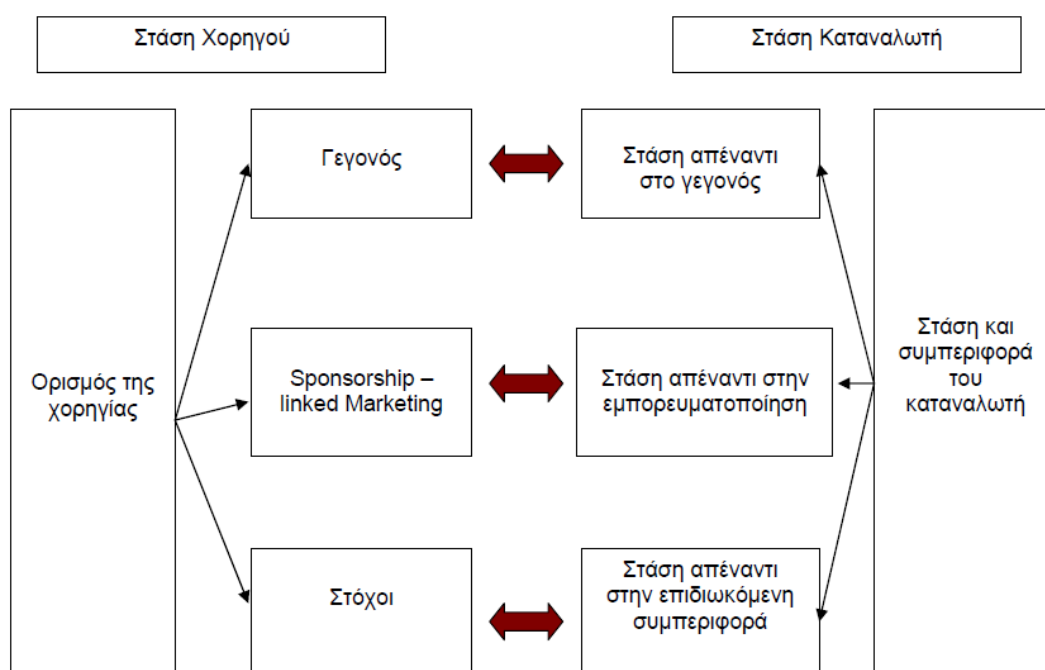 Στάση Χορηγού
Στάση Καταναλωτή
Γεγονός
Στάση απέναντι
στο γεγονός
Ορισμός της
χορηγίας
Sponsorship –
linked Marketing
Στάση απέναντι στην
εμπορευματοποίηση
Στάση και
συμπεριφορά
του
καταναλωτή
Στόχοι
Στάση απέναντι
στην επιδιωκόμενη
συμπεριφορά